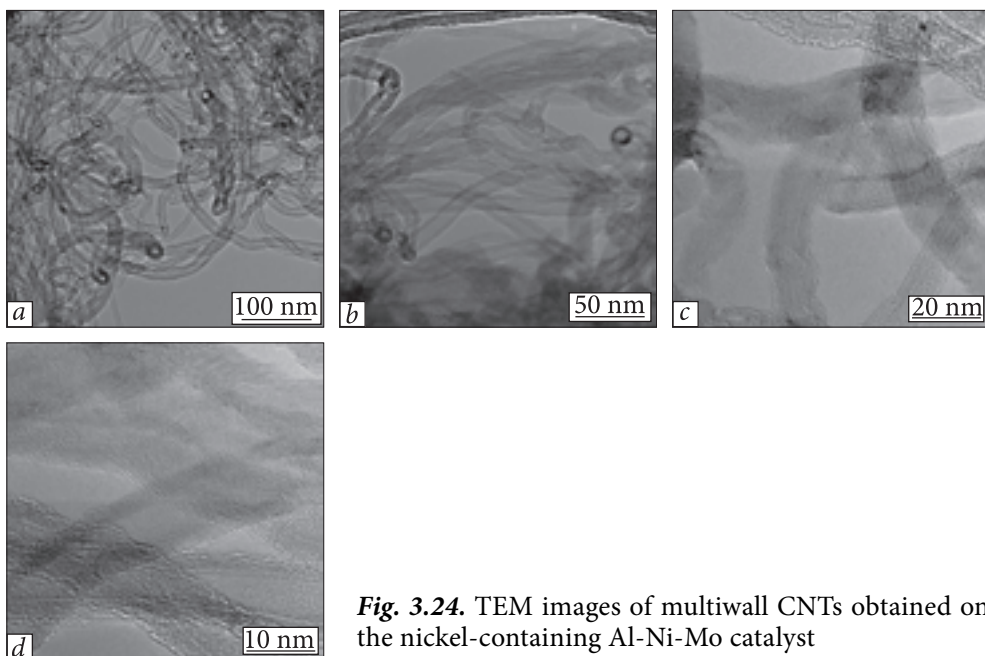 a
100 nm
b
50 nm
c
20 nm
d
10 nm
Fig. 3.24. TEM images of multiwall CNTs obtained on
the nickel-containing Al-Ni-Mo catalyst